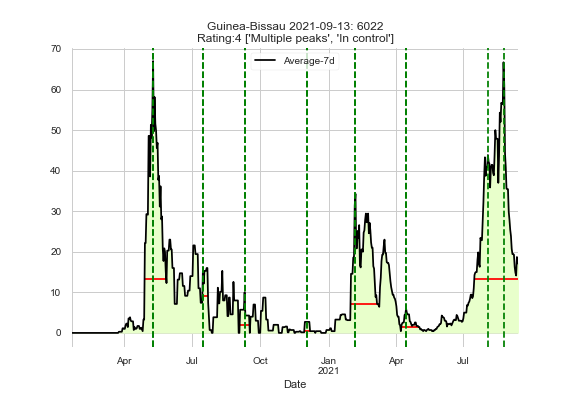 Guinea-Bissau 2021-09-13: 6022
Rating:4 ['Multiple peaks', 'In control']
Average-7d
70
60
50
40
30
20
10
0
Apr
Jul
Oct
Jan
2021
Apr
Jul
Date